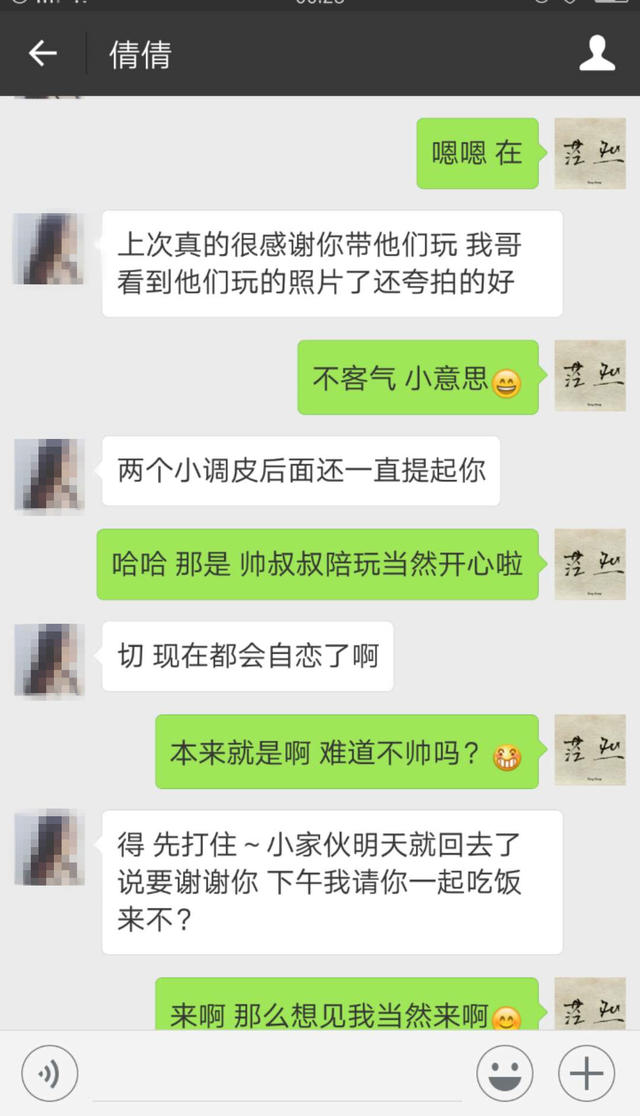 倩倩
嗯嗯 在
上次真的很感谢你带他们玩 我哥
看到他们玩的照片了还夸拍的好
不客气 小意思😄
两个小调皮后面还一直提起你
哈哈 那是 帅叔叔陪玩当然开心啦
切 现在都会自恋了啊
本来就是啊 难道不帅吗？😁
得 先打住～小家伙明天就回去了
说要谢谢你 下午我请你一起吃饭
来不？
来啊 那么想见我当然来啊😊